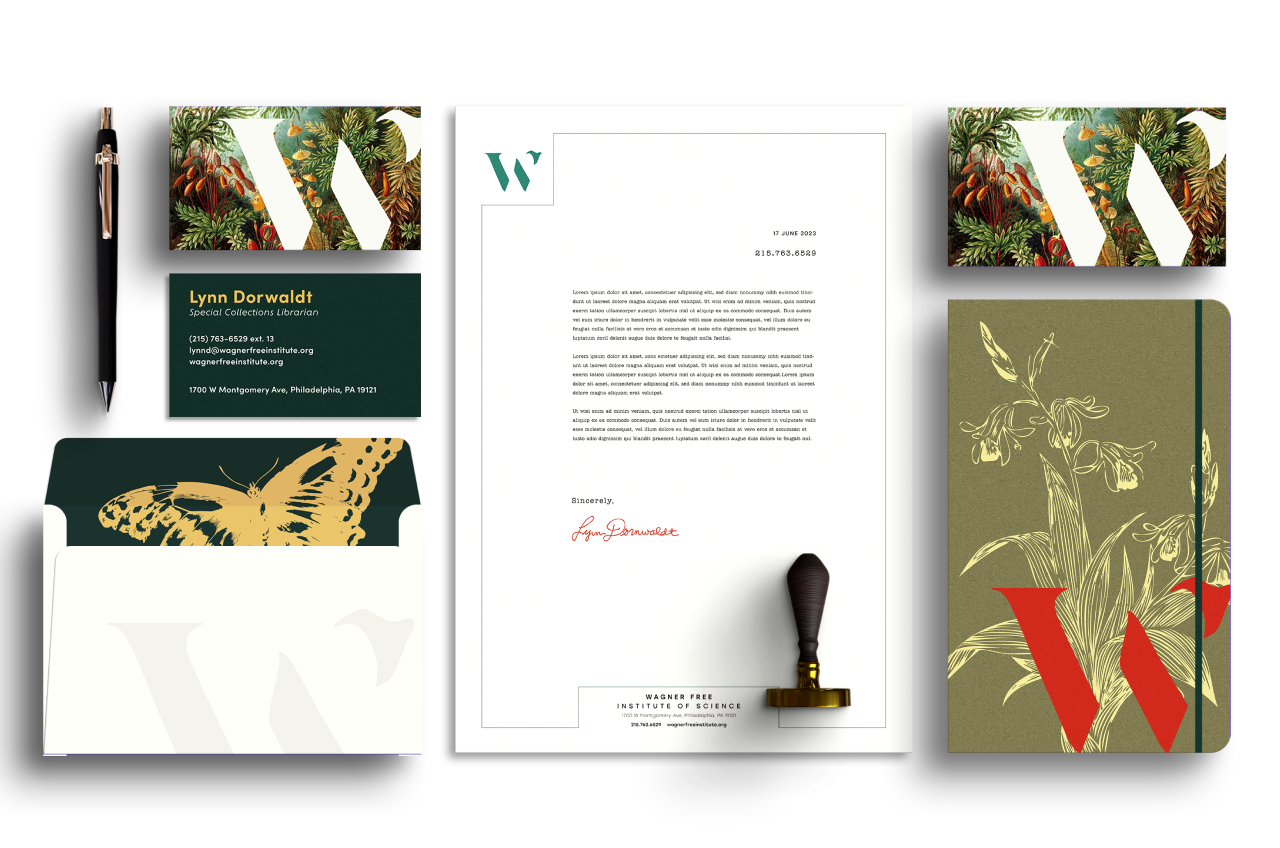 W
W
Lynn Dorwaldt
Special Collections Librarian
(215) 763-6529 ext. 13
lynnd@wagnerfreeinstitute.org
wagnerfreeinstitute.org
1700 W Montgomery Ave, Philadelphia, PA 19121
W
W
17 JUNE 2023
215.763.6529
Lorem ipsum dolor sit amet, consectetuer adipiscing elit, sed diam nonummy nibh euismod tinci-
dunt ut laoreet dolore magna aliquam erat volutpat. Ut wisi enim ad minim veniam, quis nostrud
exerci tation ullamcorper suscipit lobortis nisl ut aliquip ex ea commodo consequat. Duis autem
vel eum iriure dolor in hendrerit in vulputate velit esse molestie consequat, vel illum dolore eu
feugiat nulla facilisis at vero eros et accumsan et iusto odio dignissim qui blandit praesent
luptatum zzril delenit augue duis dolore te feugait nulla facilisi.
Lorem ipsum dolor sit amet, cons ectetuer adipiscing elit, sed diam nonummy nibh euismod tinci-
dunt ut laoreet dolore magna aliquam erat volutpat. Ut wisi enim ad minim veniam, quis nostrud
exerci tation ullamcorper suscipit lobortis nisl ut aliquip ex ea commodo consequat.Lorem ipsum
dolor sit amet, consectetuer adipiscing elit, sed diam nonummy nibh euismod tincidunt ut laoreet
dolore magna aliquam erat volutpat.
Ut wisi enim ad minim veniam, quis nostrud exerci tation ullamcorper suscipit lobortis nisl ut
aliquip ex ea commodo consequat. Duis autem vel eum iriure dolor in hendrerit in vulputate velit
esse molestie consequat, vel illum dolore eu feugiat nulla facilisis at vero eros et accumsan et
iusto odio dignissim qui blandit praesent luptatum zzril delenit augue duis dolore te feugait nul.
Sincerely,
Lynn Dornwaldt
WAGNER FREE
INSTITUTE OF SCIENCE
1700 W Montgomery Ave, Philadelphia, PA 19121
215.763.6529 wagnerfreeinstitute.org
W